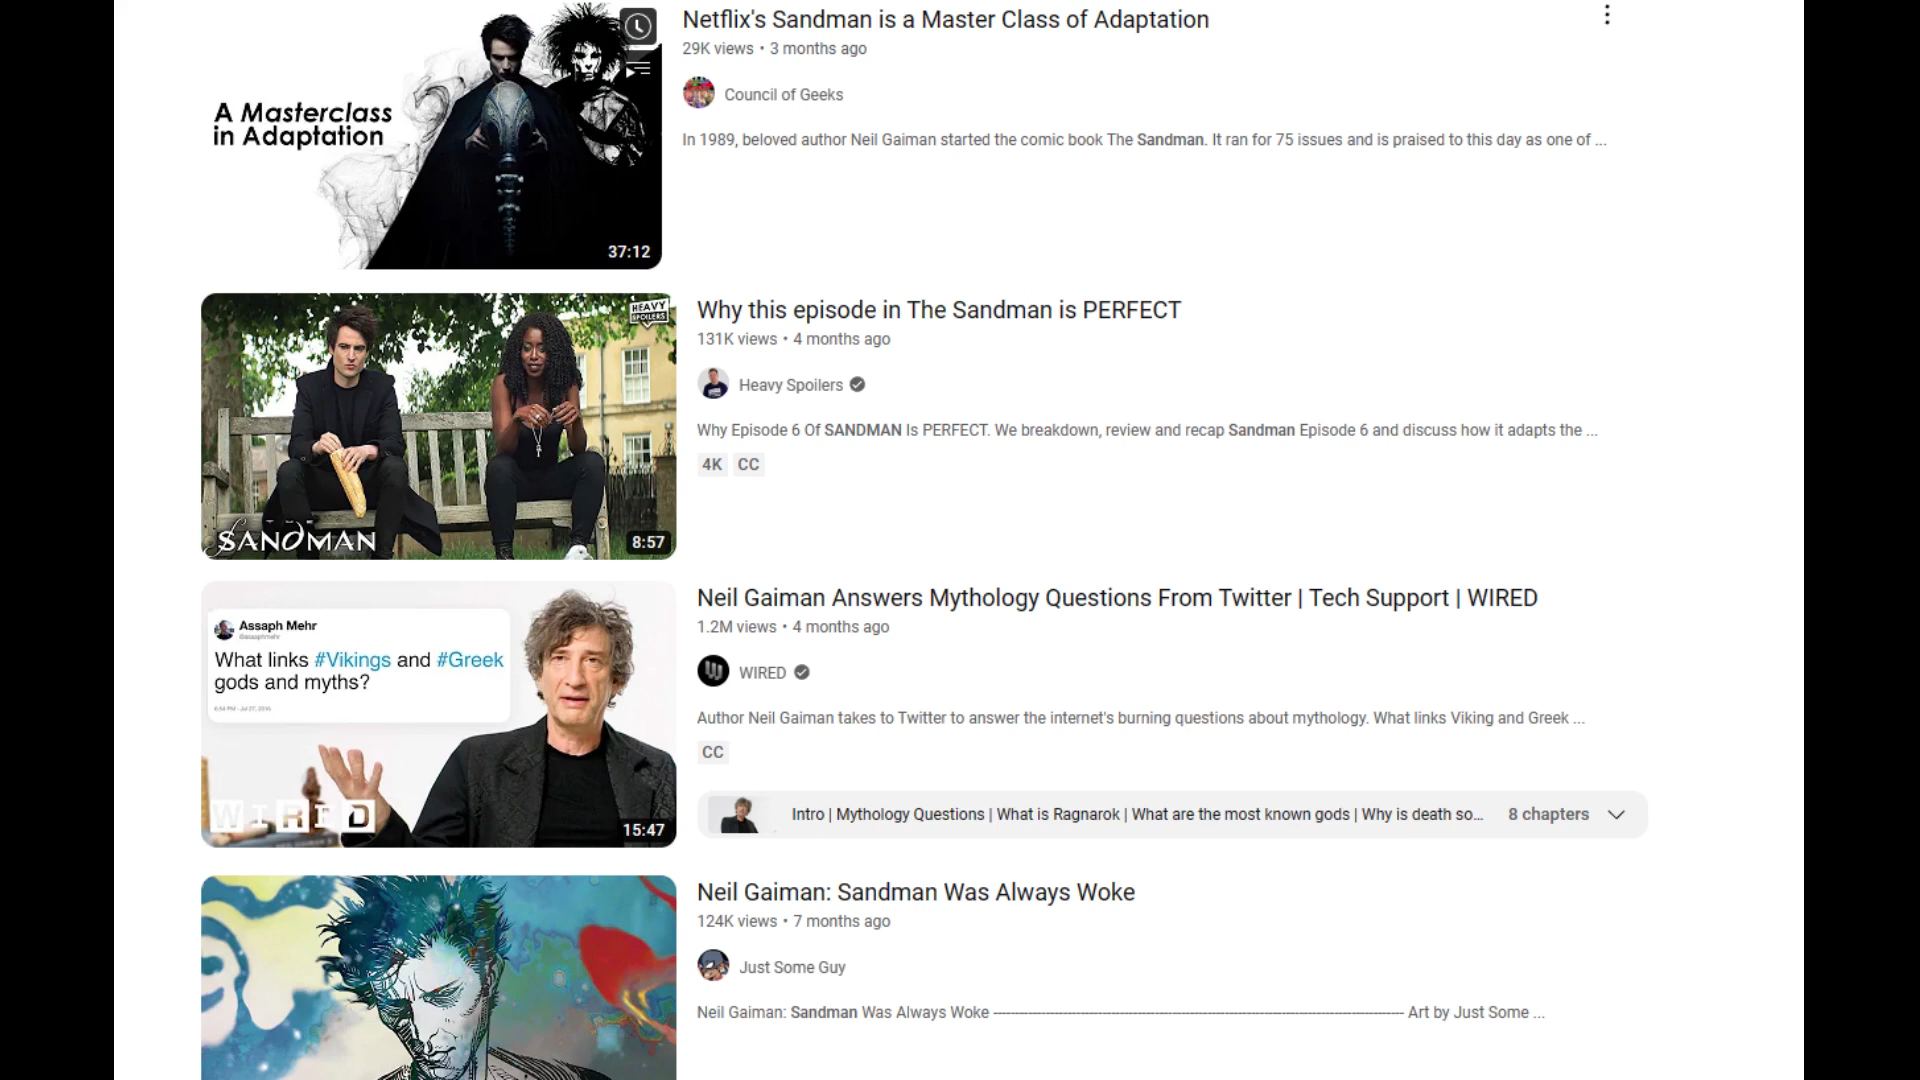 Netflix's Sandman is a Master Class of Adaptation
29K views • 3 months ago
Council of Geeks
In 1989, beloved author Neil Gaiman started the comic book The Sandman. It ran for 75 issues and is praised to this day as one of ...
A Masterclass
in Adaptation
37:12
Why this episode in The Sandman is PERFECT
131K views • 4 months ago
Heavy Spoilers
Why Episode 6 Of SANDMAN Is PERFECT. We breakdown, review and recap Sandman Episode 6 and discuss how it adapts the ...
4K CC
HEAVY
SPOILERS
THE
SANDMAN
8:57
Neil Gaiman Answers Mythology Questions From Twitter | Tech Support | WIRED
1.2M views • 4 months ago
WIRED
Author Neil Gaiman takes to Twitter to answer the internet's burning questions about mythology. What links Viking and Greek ...
CC
Intro | Mythology Questions | What is Ragnarok | What are the most known gods | Why is death so... 8 chapters
Assaph Mehr
@assaphmehr
What links #Vikings and #Greek
gods and myths?
WIRED
15:47
Neil Gaiman: Sandman Was Always Woke
124K views • 7 months ago
Just Some Guy
Neil Gaiman: Sandman Was Always Woke ---------- Art by Just Some ...